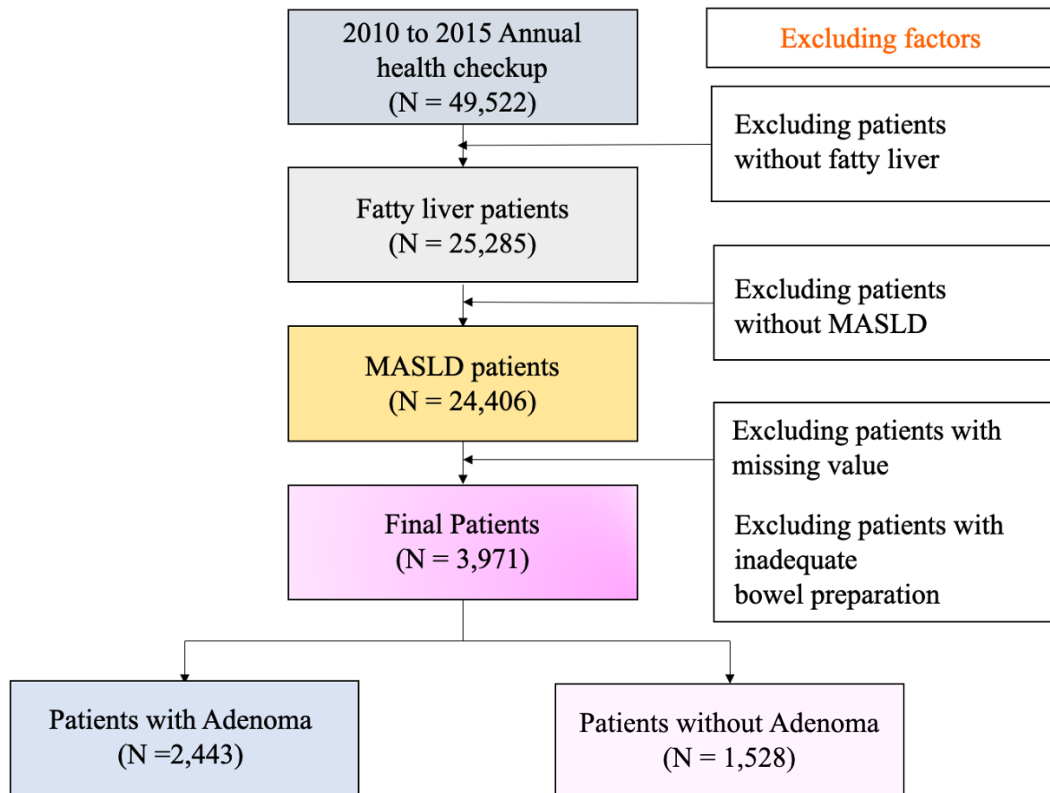 2010 to 2015 Annual
health checkup
(N = 49,522)
Excluding factors
Excluding patients
without fatty liver
Fatty liver patients
(N = 25,285)
Excluding patients
without MASLD
MASLD patients
(N = 24,406)
Excluding patients with
missing value
Excluding patients with
inadequate
bowel preparation
Final Patients
(N = 3,971)
Patients with Adenoma
(N =2,443)
Patients without Adenoma
(N = 1,528)